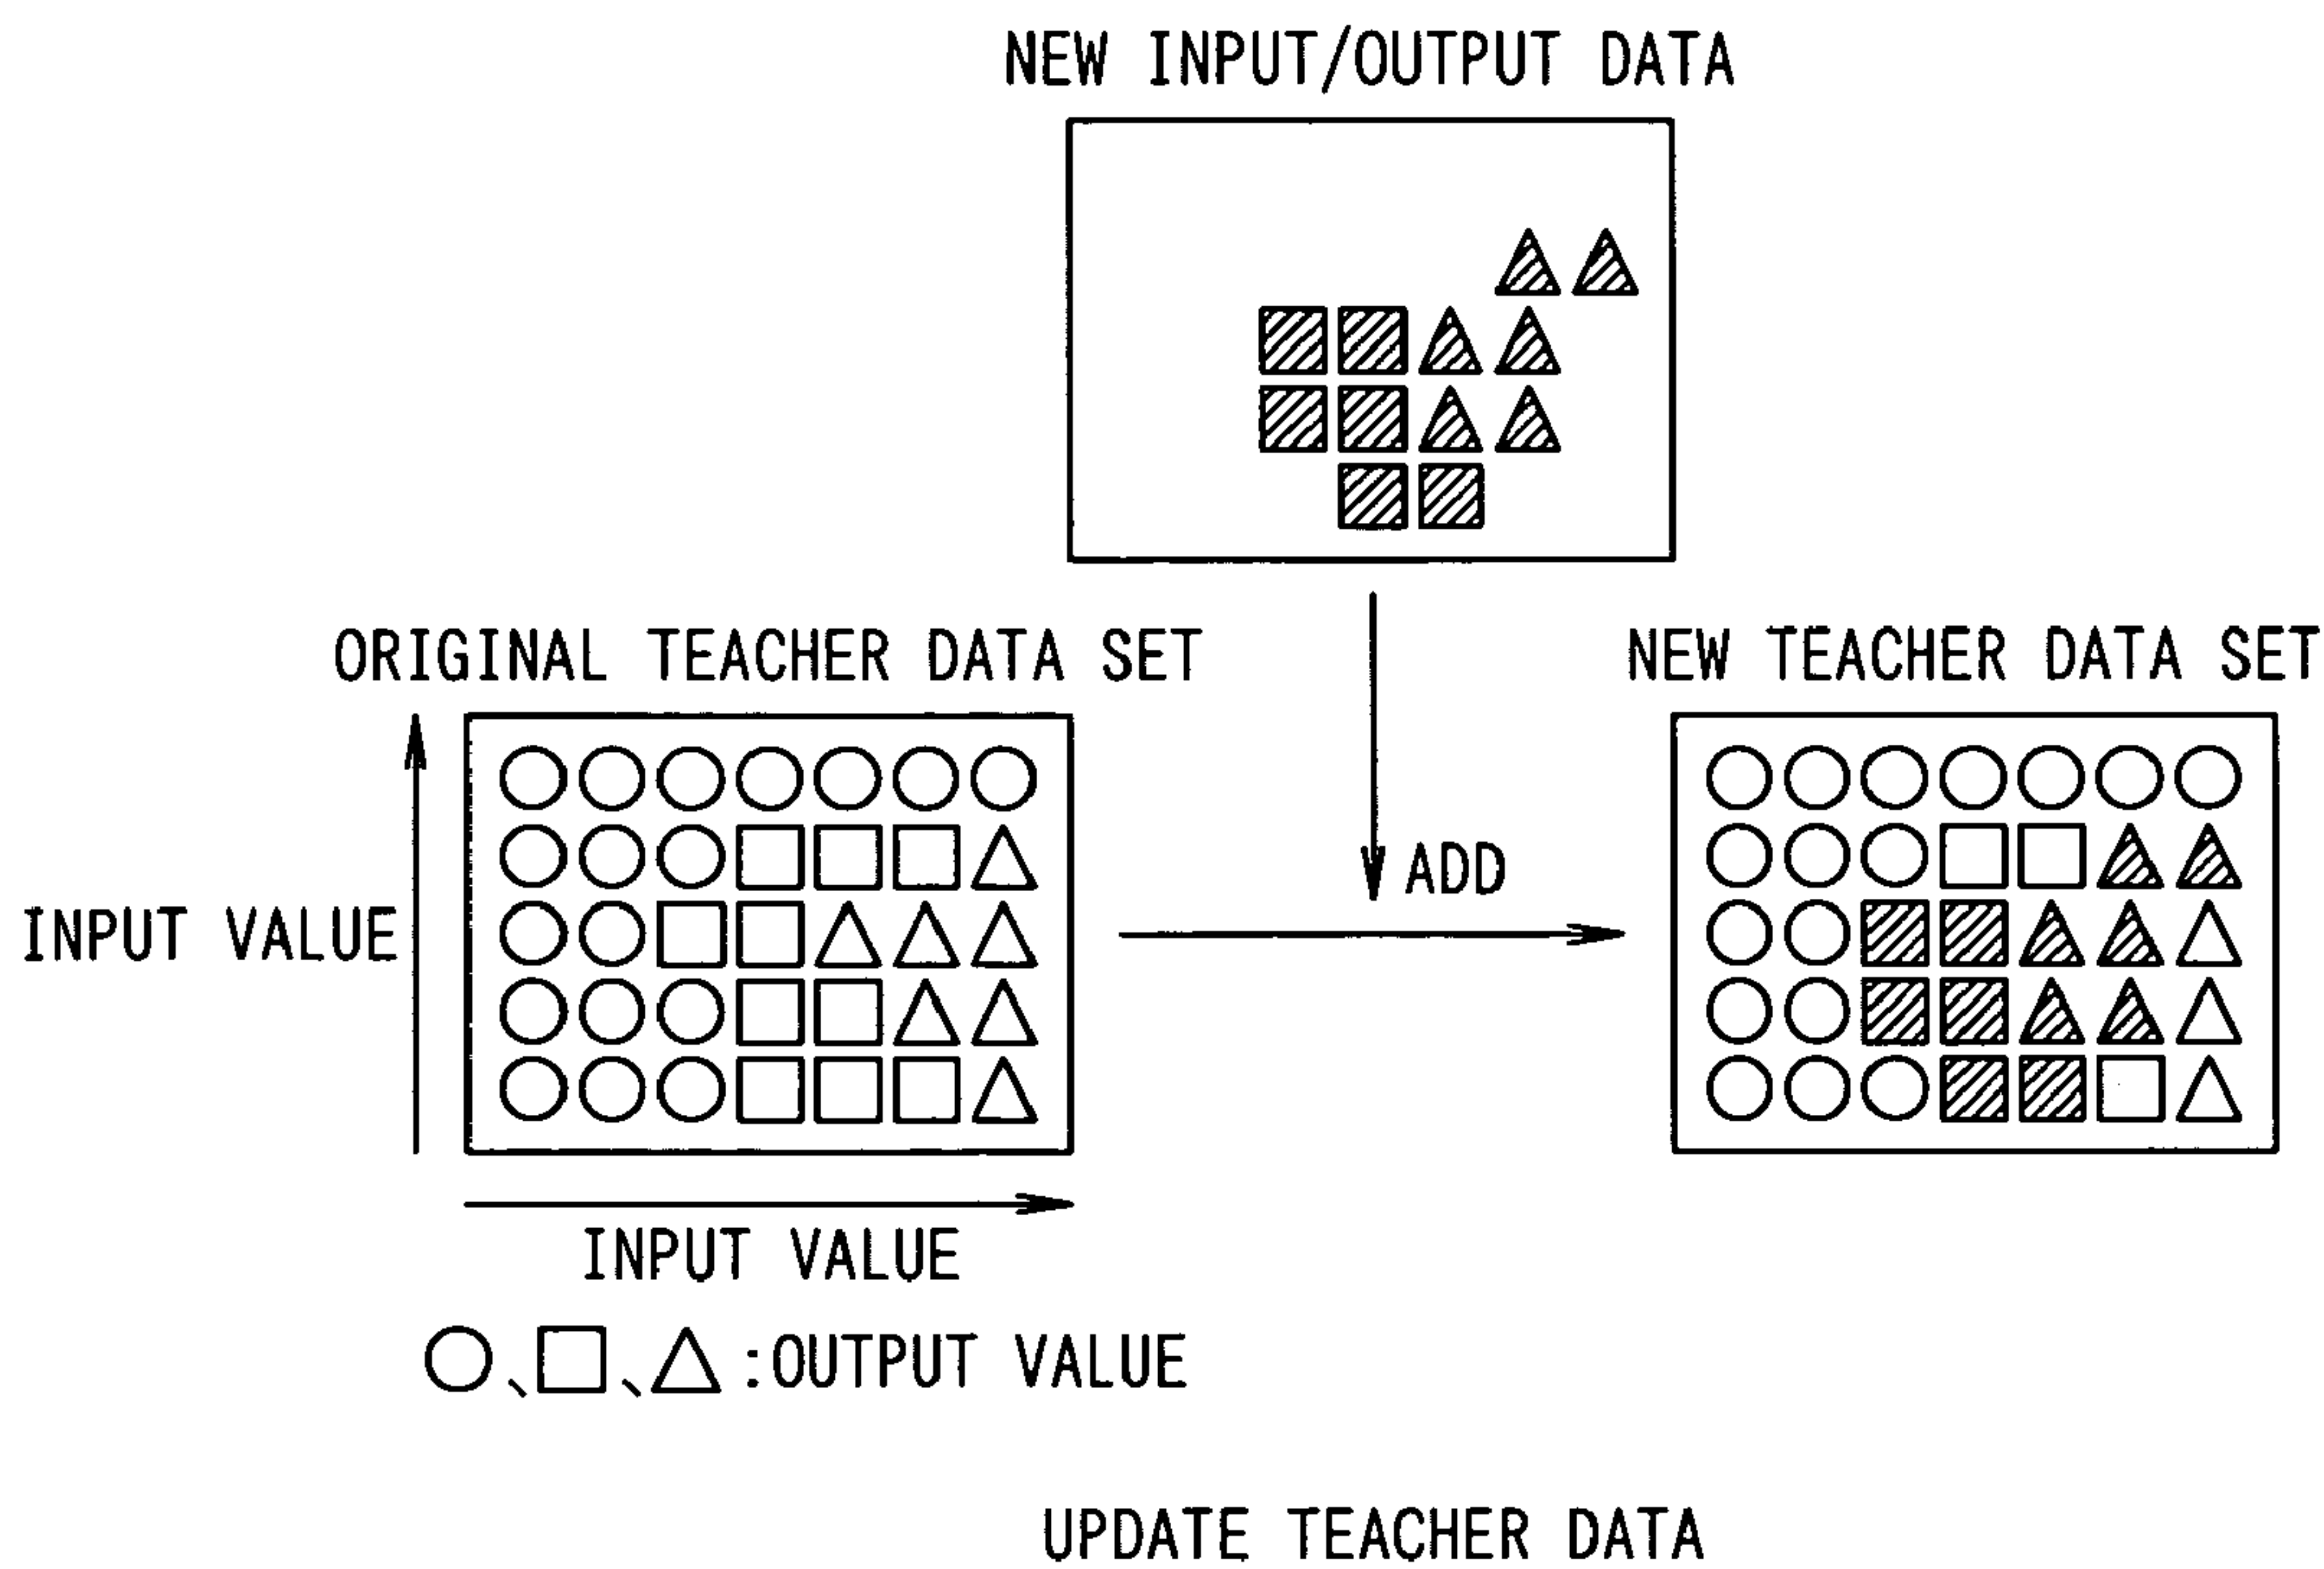 NEW INPUT/OUTPUT DATA
ORIGINAL TEACHER DATA SET
NEW TEACHER DATA SET
ADD
INPUT VALUE
INPUT VALUE
○、□、△:OUTPUT VALUE
UPDATE TEACHER DATA